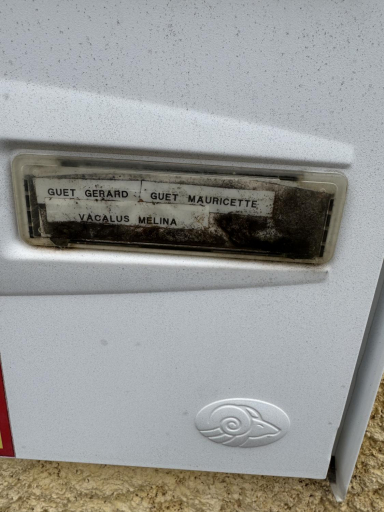 GUET GERARD GUET MAURICETTE
VACALUS MELINA